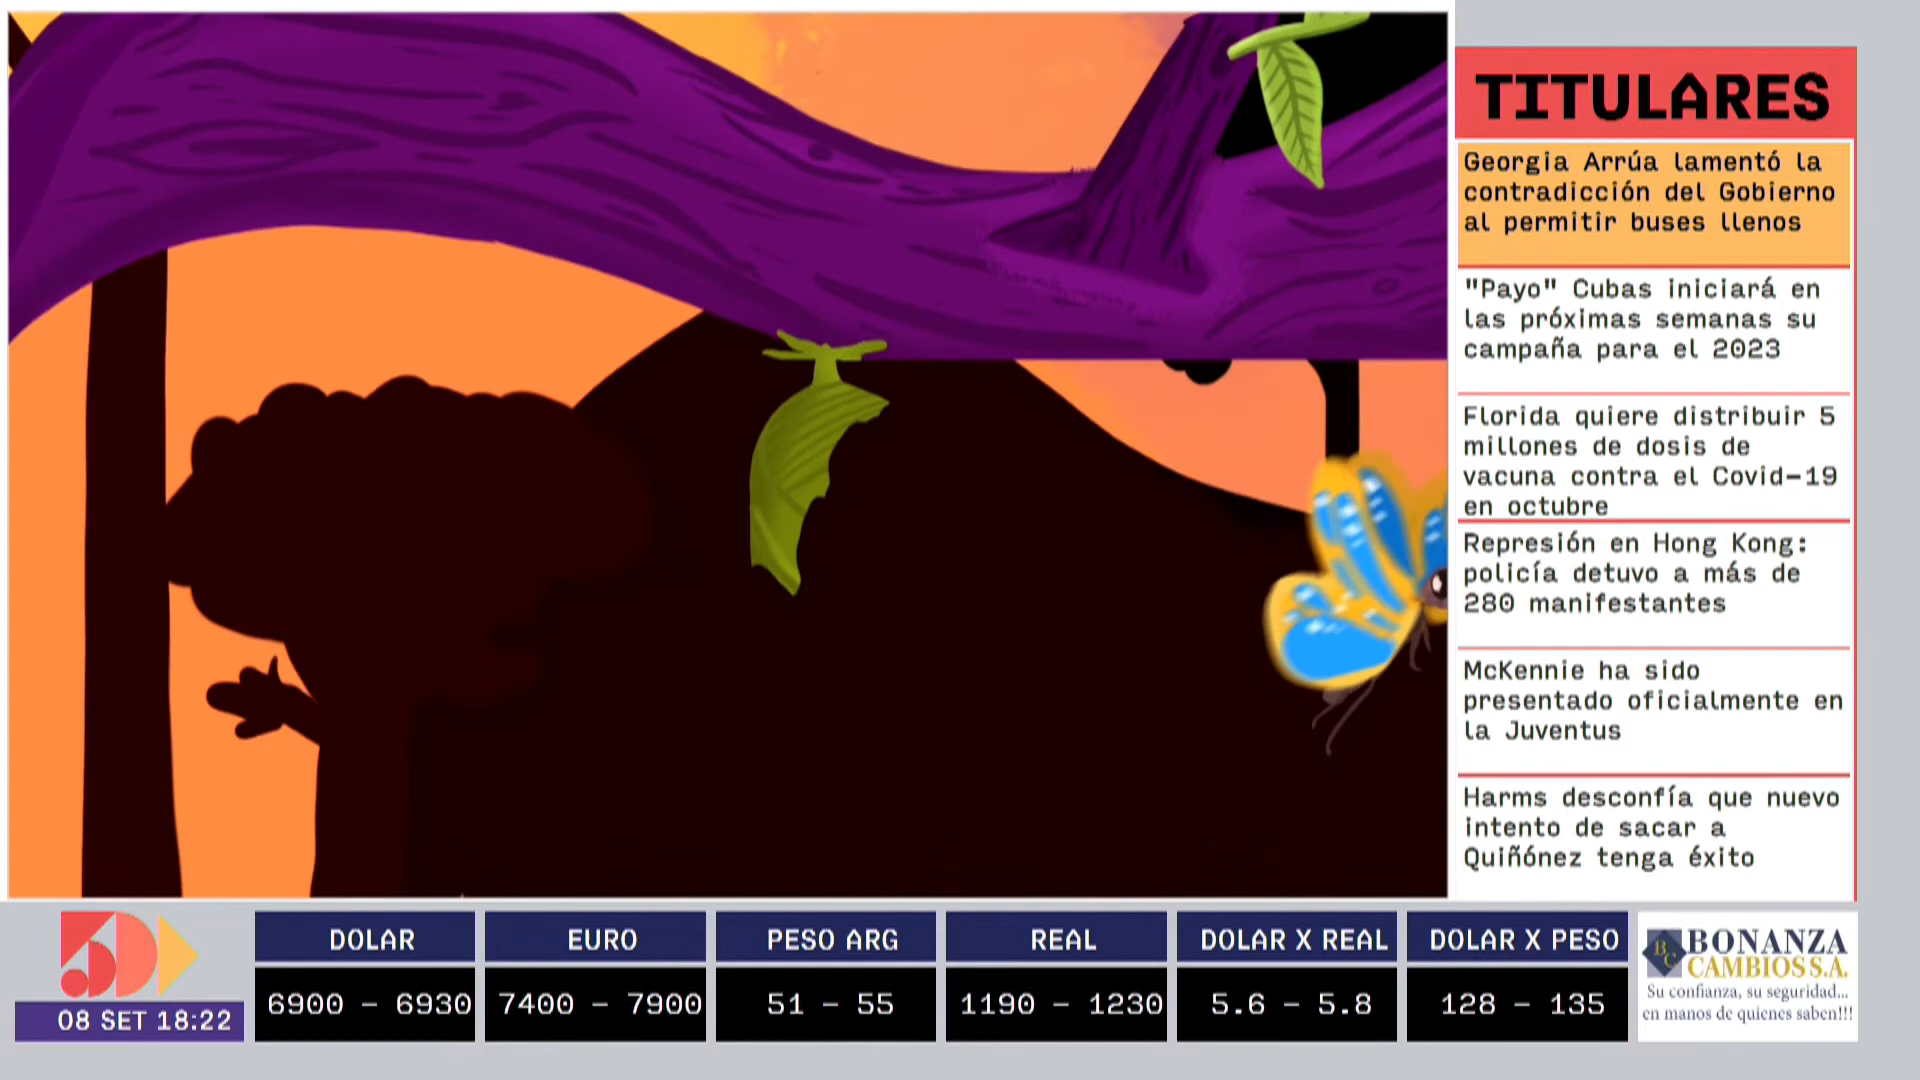 TITULARES
Georgia Arrúa lamentó la
contradicción del Gobierno
al permitir buses llenos
"Payo" Cubas iniciará en
las próximas semanas su
campaña para el 2023
Florida quiere distribuir 5
millones de dosis de
vacuna contra el Covid-19
en octubre
Represión en Hong Kong:
policía detuvo a más de
280 manifestantes
McKennie ha sido
presentado oficialmente en
la Juventus
Harms desconfía que nuevo
intento de sacar a
Quiñónez tenga éxito
5D
08 SET 18:22
DOLAR
6900 - 6930
EURO
7400 - 7900
PESO ARG
51 - 55
REAL
1190 - 1230
DOLAR X REAL
5.6 - 5.8
DOLAR X PESO
128 - 135
BC
BONANZA
CAMBIOS S.A.
Su confianza, su seguridad...
en manos de quienes saben!!!